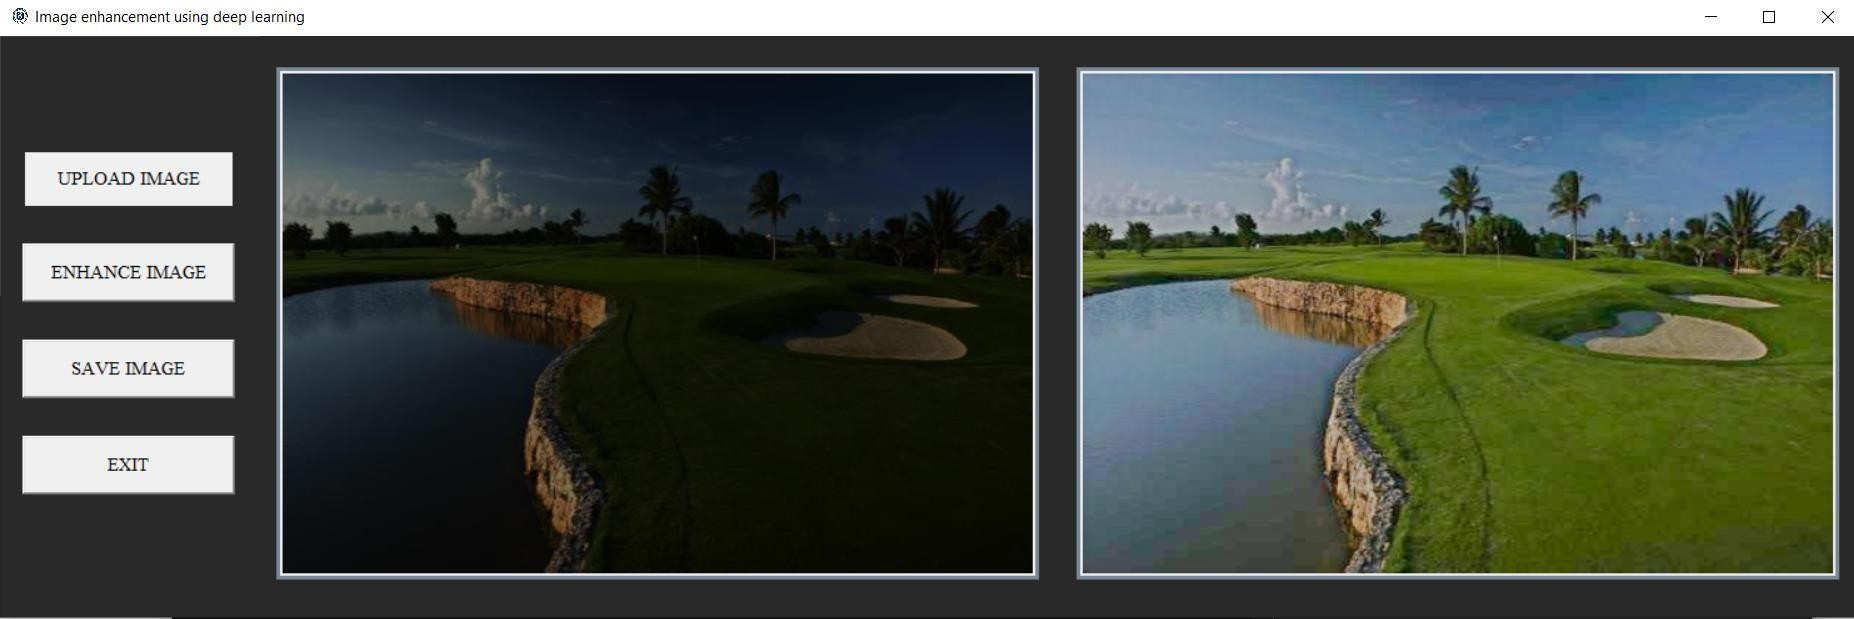 Image enhancement using deep learning
UPLOAD IMAGE
ENHANCE IMAGE
SAVE IMAGE
EXIT